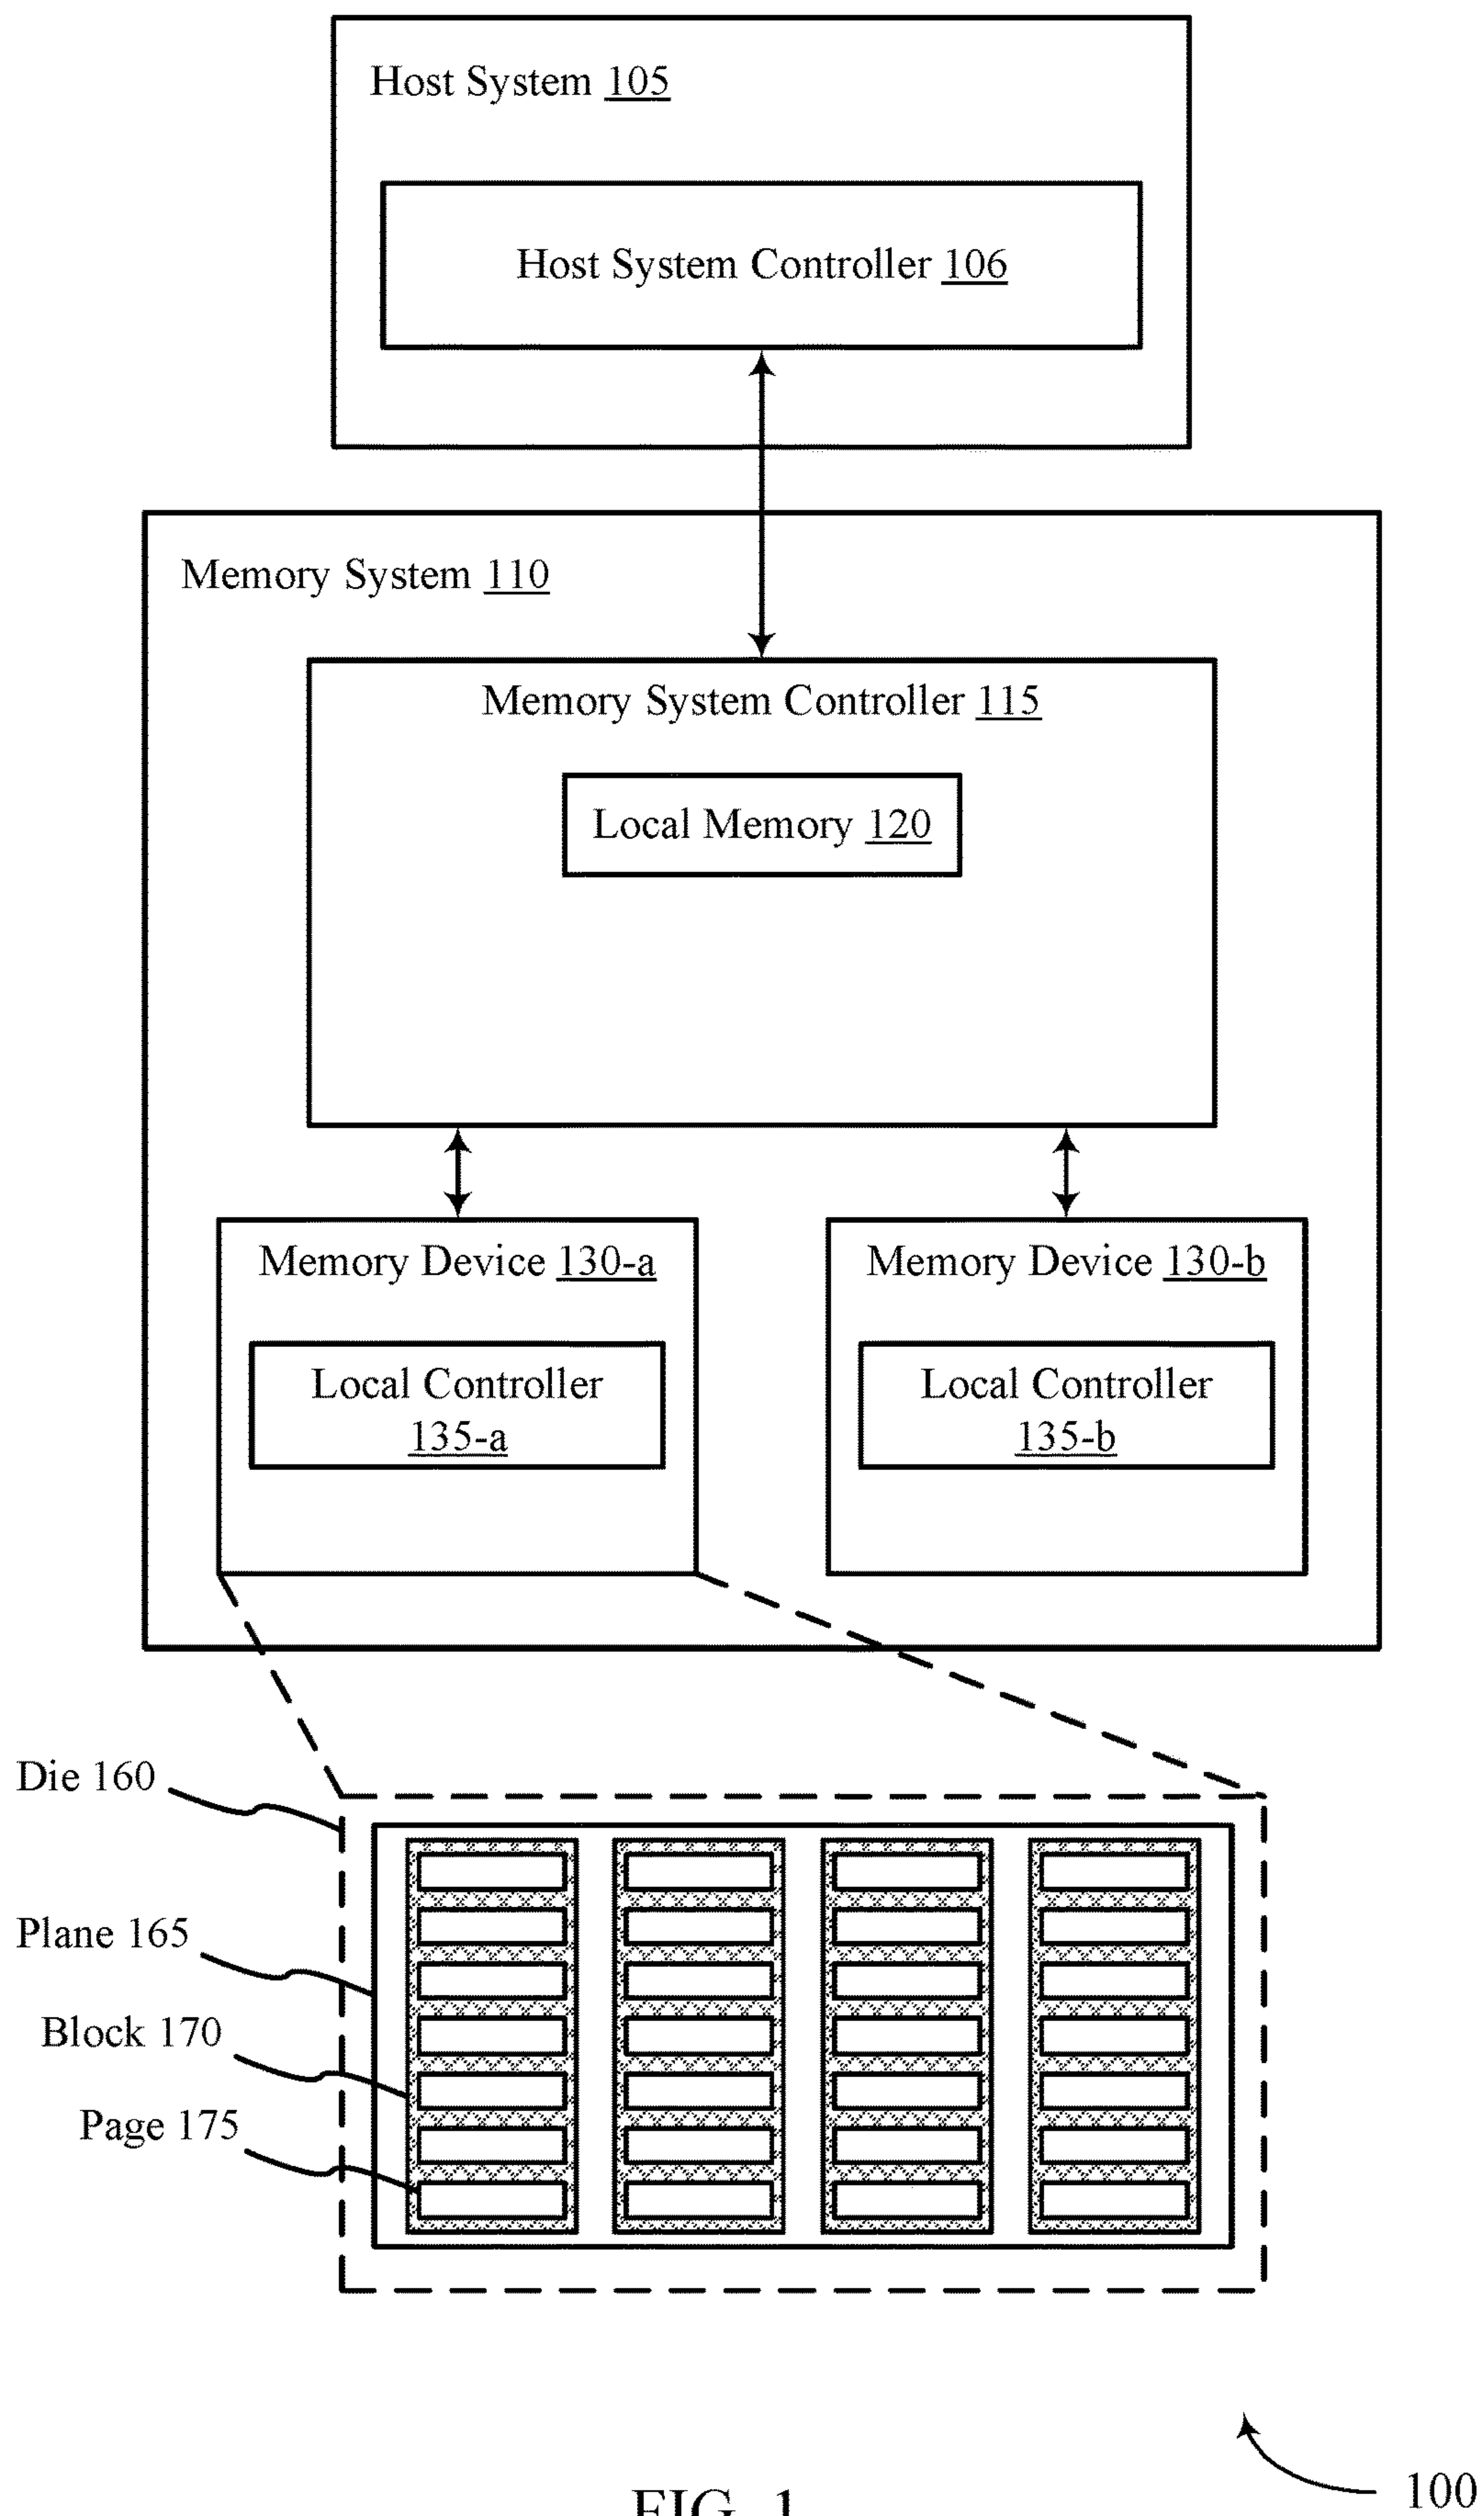 Host System 105
Host System Controller 106
Memory System 110
Memory System Controller 115
Local Memory 120
Memory Device 130-a
Memory Device 130-b
Local Controller
135-a
Local Controller
135-b
Die 160
Plane 165
Block 170
Page 175
100
FIG. 1